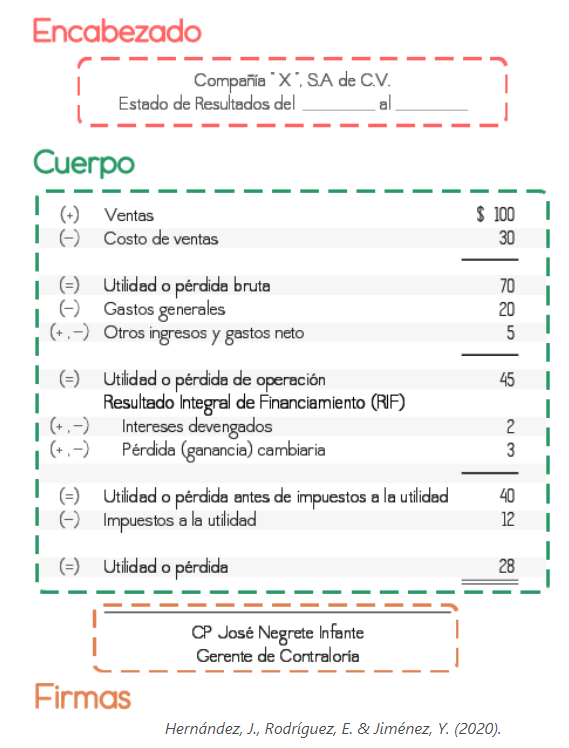 Encabezado
Compañía "X", S.A de C.V.
Estado de Resultados del __________ al __________
Cuerpo
(+) Ventas $ 100
(−) Costo de ventas 30
(=) Utilidad o pérdida bruta 70
(−) Gastos generales 20
(+,−) Otros ingresos y gastos neto 5
(=) Utilidad o pérdida de operación 45
Resultado Integral de Financiamiento (RIF)
(+,−) Intereses devengados 2
(+,−) Pérdida (ganancia) cambiaria 3
(=) Utilidad o pérdida antes de impuestos a la utilidad 40
(−) Impuestos a la utilidad 12
(=) Utilidad o pérdida 28
CP José Negrete Infante
Gerente de Contraloría
Firmas
Hernández, J., Rodríguez, E. & Jiménez, Y. (2020).